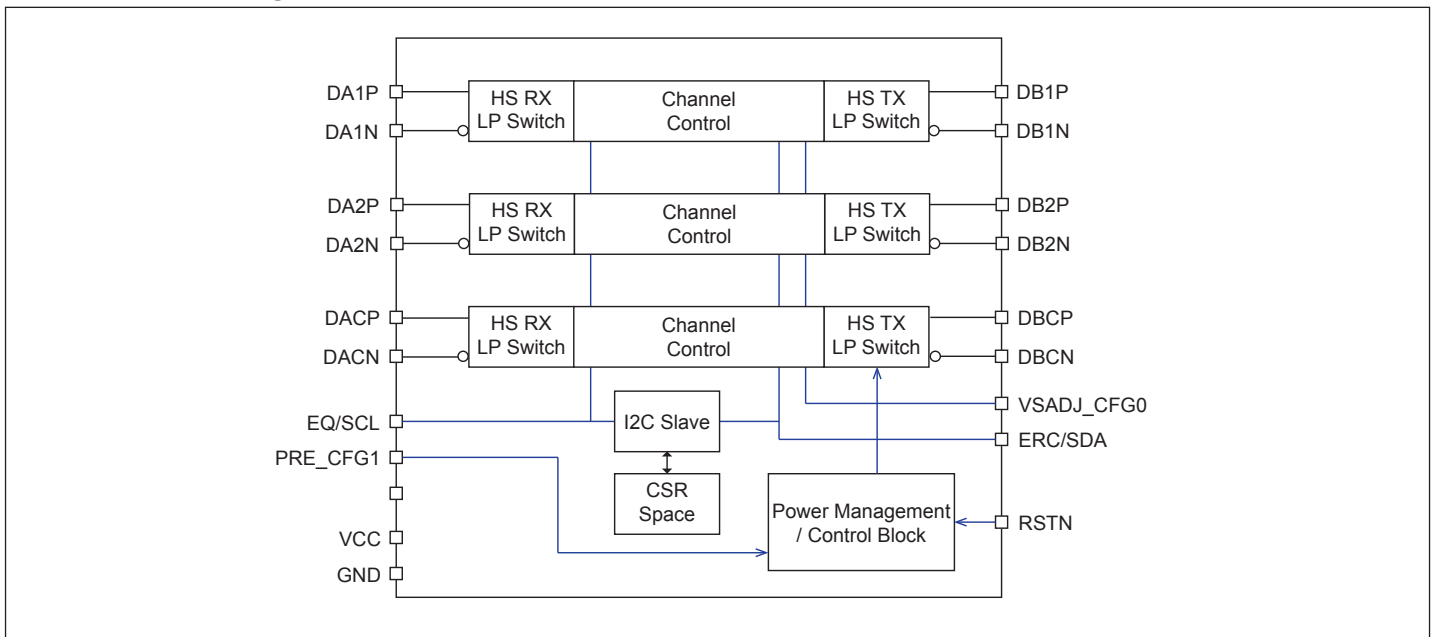 DA1P
DA1N
HS RX
LP Switch
Channel
Control
HS TX
LP Switch
DB1P
DB1N
DA2P
DA2N
HS RX
LP Switch
Channel
Control
HS TX
LP Switch
DB2P
DB2N
DACP
DACN
HS RX
LP Switch
Channel
Control
HS TX
LP Switch
DBCP
DBCN
EQ/SCL
PRE_CFG1
VCC
GND
I2C Slave
CSR
Space
Power Management
/ Control Block
VSADJ_CFG0
ERC/SDA
RSTN